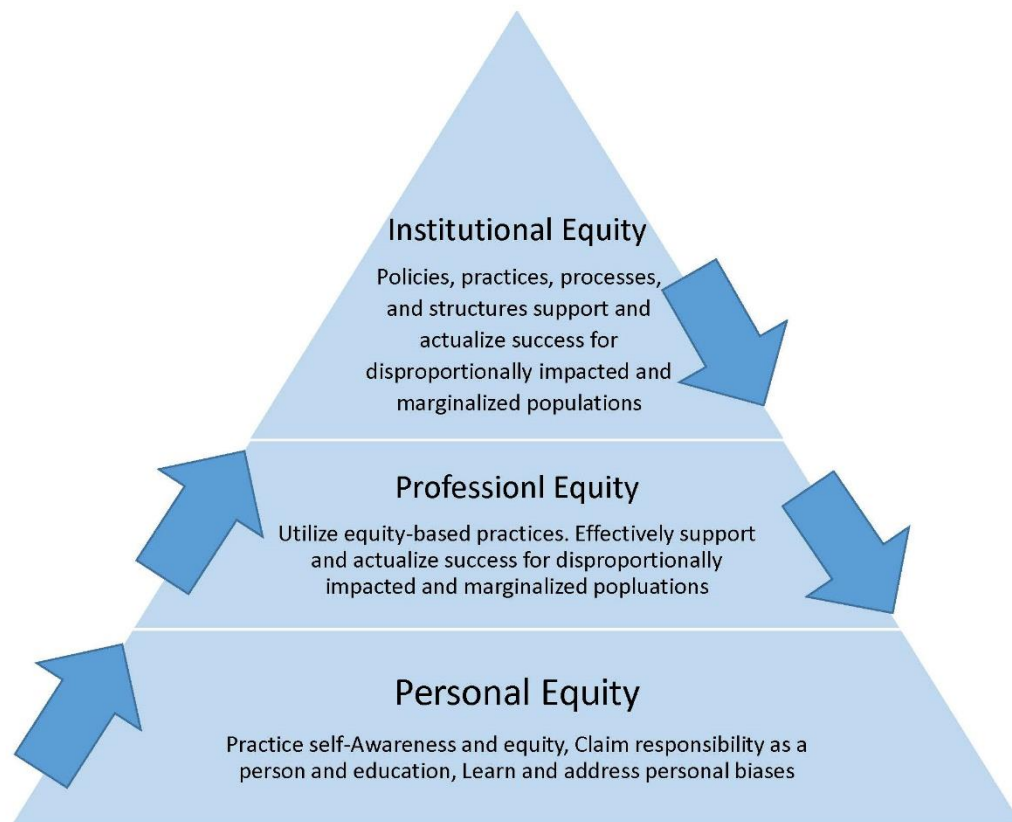 Institutional Equity
Policies, practices, processes,
and structures support and
actualize success for
disproportionally impacted and
marginalized populations
Professionl Equity
Utilize equity-based practices. Effectively support
and actualize success for disproportionally
impacted and marginalized popluations
Personal Equity
Practice self-Awareness and equity, Claim responsibility as a
person and education, Learn and address personal biases